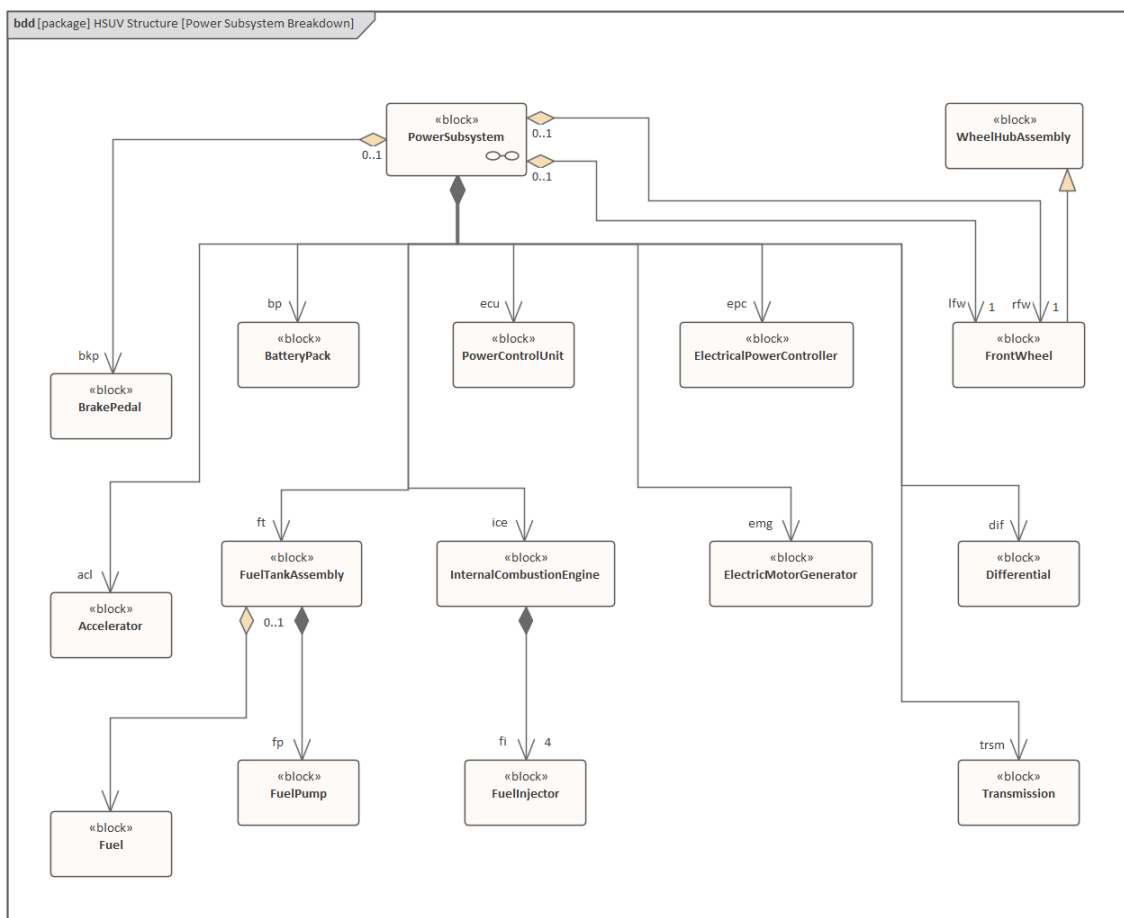 bdd [package] HSUV Structure [Power Subsystem Breakdown]
«block»
PowerSubsystem
0..1
0..1
0..1
«block»
WheelHubAssembly
bkp
«block»
BrakePedal
bp
«block»
BatteryPack
ecu
«block»
PowerControlUnit
epc
«block»
ElectricalPowerController
lfw
1
rfw
1
«block»
FrontWheel
acl
«block»
Accelerator
ft
«block»
FuelTankAssembly
0..1
ice
«block»
InternalCombustionEngine
emg
«block»
ElectricMotorGenerator
dif
«block»
Differential
«block»
Fuel
fp
«block»
FuelPump
fi
4
«block»
FuelInjector
trsm
«block»
Transmission